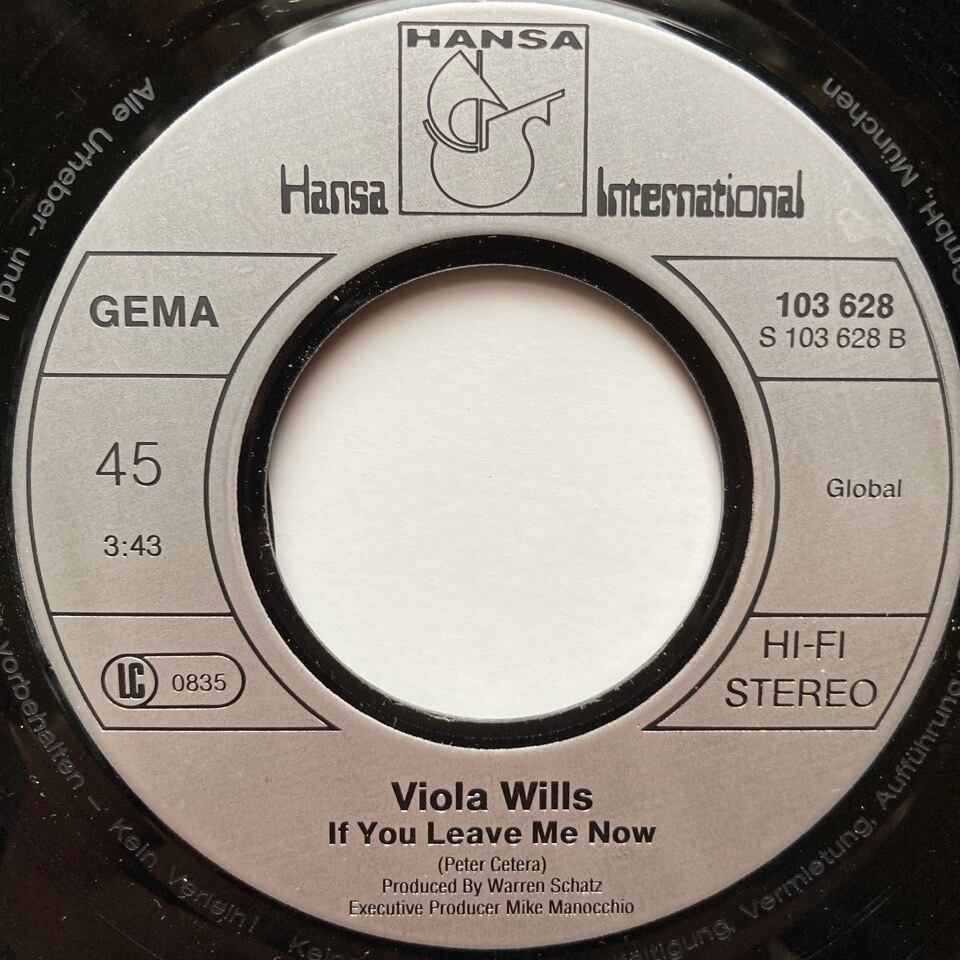 HANSA
Hansa International
GEMA
45
3:43
LC 0835
103 628
S 103 628 B
Global
HI-FI
STEREO
Viola Wills
If You Leave Me Now
(Peter Cetera)
Produced By Warren Schatz
Executive Producer Mike Manocchio
Alle Urheber- und
vorbehalten – Kein Verleih! Kein
Vermietung, Aufführung,
GmbH, München